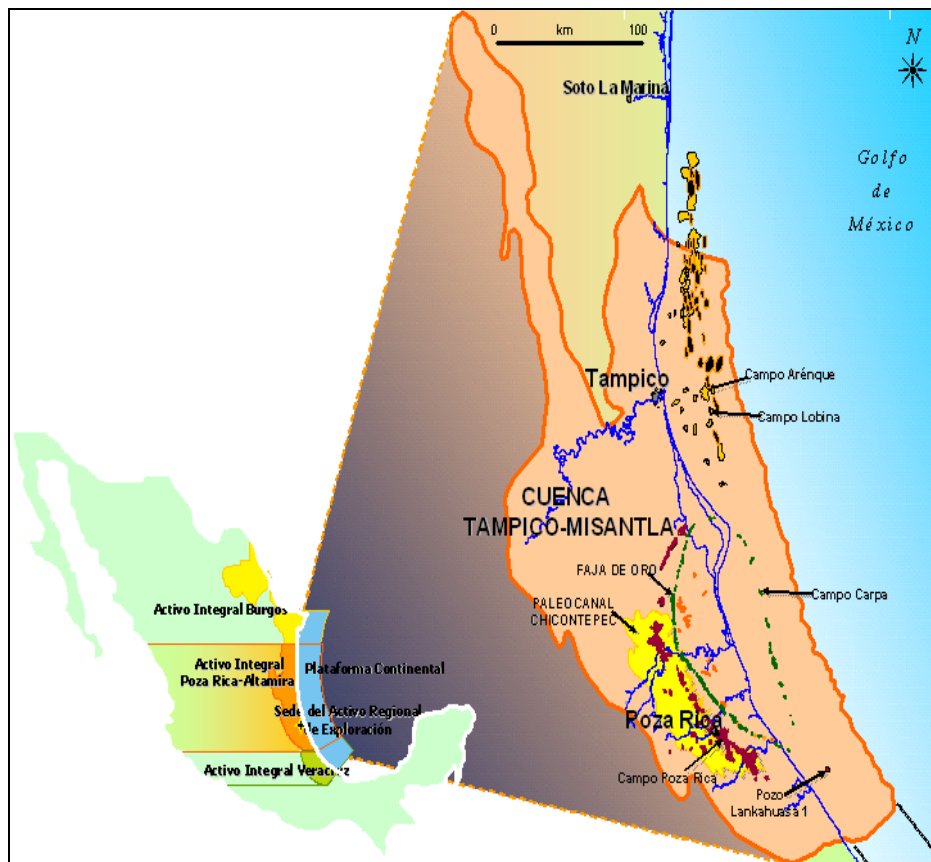 0 km 100
N
Soto La Marina
Golfo
de
México
Tampico
Campo Arénque
Campo Lobina
CUENCA
TAMPICO-MISANTLA
FAJA DE ORO
PALEOCANAL
CHICONTEPEC
Campo Carpa
Activo Integral Burgos
Activo Integral
Poza Rica-Altamira
Plataforma Continental
Sede del Activo Regional
de Exploración
Activo Integral Veracruz
Poza Rica
Campo Poza Rica
Pozo
Lankahuasa 1